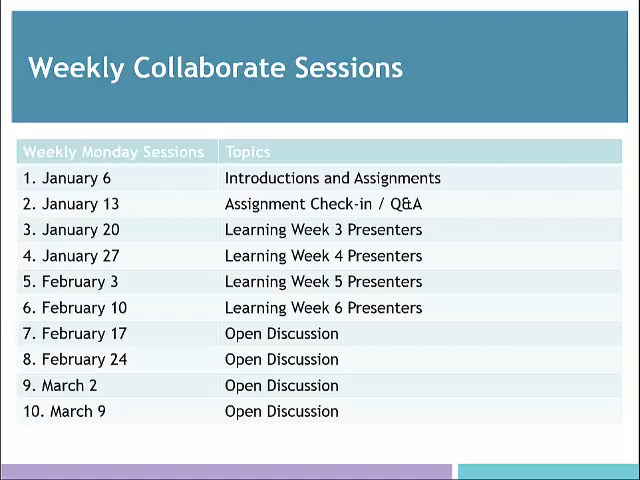 Weekly Collaborate Sessions
Weekly Monday Sessions Topics
1. January 6 Introductions and Assignments
2. January 13 Assignment Check-in / Q&A
3. January 20 Learning Week 3 Presenters
4. January 27 Learning Week 4 Presenters
5. February 3 Learning Week 5 Presenters
6. February 10 Learning Week 6 Presenters
7. February 17 Open Discussion
8. February 24 Open Discussion
9. March 2 Open Discussion
10. March 9 Open Discussion